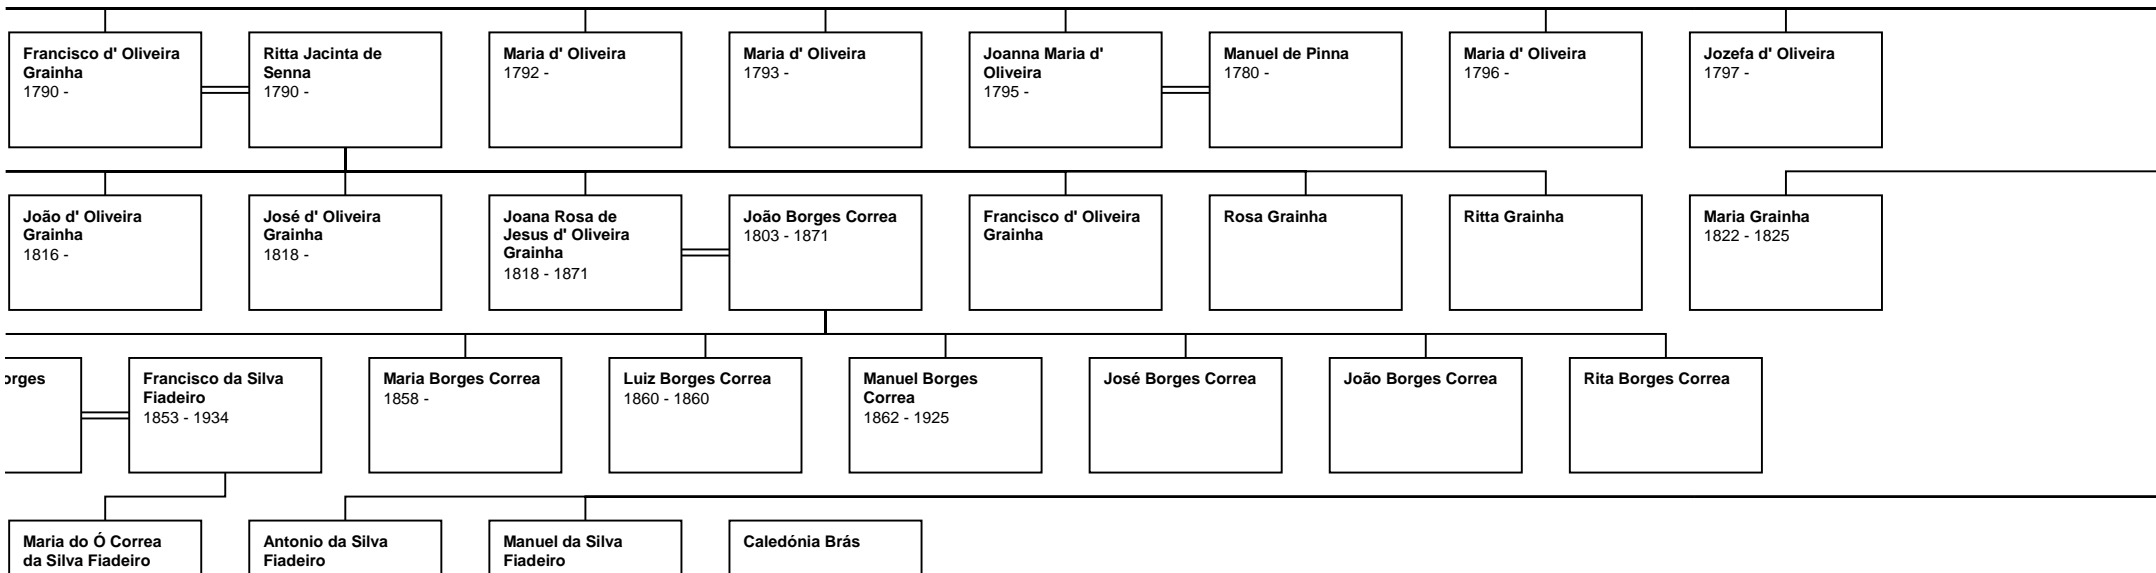 Francisco d' Oliveira
Grainha
1790 -
Ritta Jacinta de
Senna
1790 -
Maria d' Oliveira
1792 -
Maria d' Oliveira
1793 -
Joanna Maria d'
Oliveira
1795 -
Manuel de Pinna
1780 -
Maria d' Oliveira
1796 -
Jozefa d' Oliveira
1797 -
João d' Oliveira
Grainha
1816 -
José d' Oliveira
Grainha
1818 -
Joana Rosa de
Jesus d' Oliveira
Grainha
1818 - 1871
João Borges Correa
1803 - 1871
Francisco d' Oliveira
Grainha
Rosa Grainha
Ritta Grainha
Maria Grainha
1822 - 1825
orges
Francisco da Silva
Fiadeiro
1853 - 1934
Maria Borges Correa
1858 -
Luiz Borges Correa
1860 - 1860
Manuel Borges
Correa
1862 - 1925
José Borges Correa
João Borges Correa
Rita Borges Correa
Maria do Ó Correa
da Silva Fiadeiro
Antonio da Silva
Fiadeiro
Manuel da Silva
Fiadeiro
Caledónia Brás